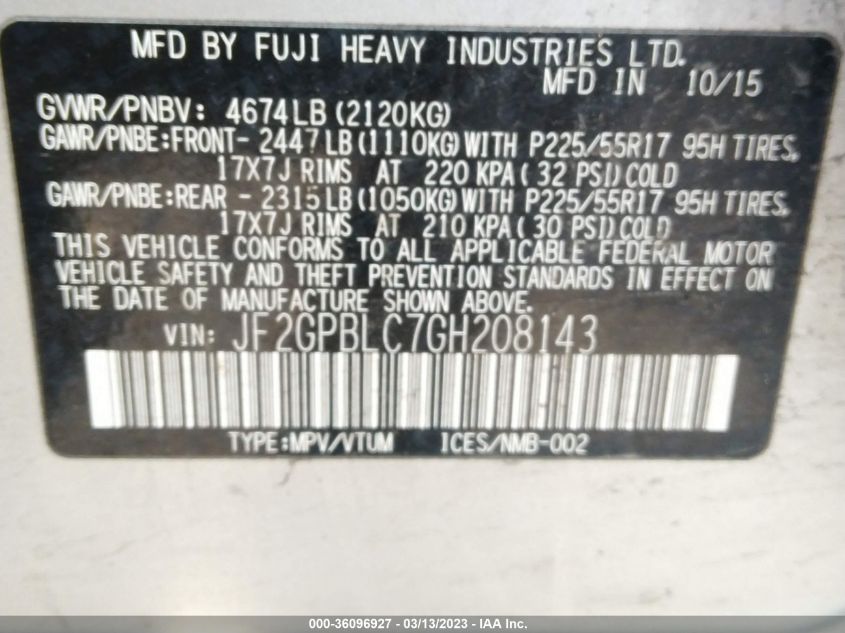 MFD BY FUJI HEAVY INDUSTRIES LTD.
MFD IN 10/15
GVWR/PNBV: 4674LB (2120KG)
GAWR/PNBE:FRONT- 2447LB (1110KG) WITH P225/55R17 95H TIRES,
17X7J RIMS AT 220 KPA ( 32 PSI) COLD
GAWR/PNBE:REAR - 2315LB (1050KG) WITH P225/55R17 95H TIRES,
17X7J RIMS AT 210 KPA ( 30 PSI) COLD
THIS VEHICLE CONFORMS TO ALL APPLICABLE FEDERAL MOTOR
VEHICLE SAFETY AND THEFT PREVENTION STANDARDS IN EFFECT ON
THE DATE OF MANUFACTURE SHOWN ABOVE.
VIN: JF2GPBLC7GH208143
TYPE:MPV/VTUM ICES/NMB-002
000-36096927 - 03/13/2023 - IAA Inc.